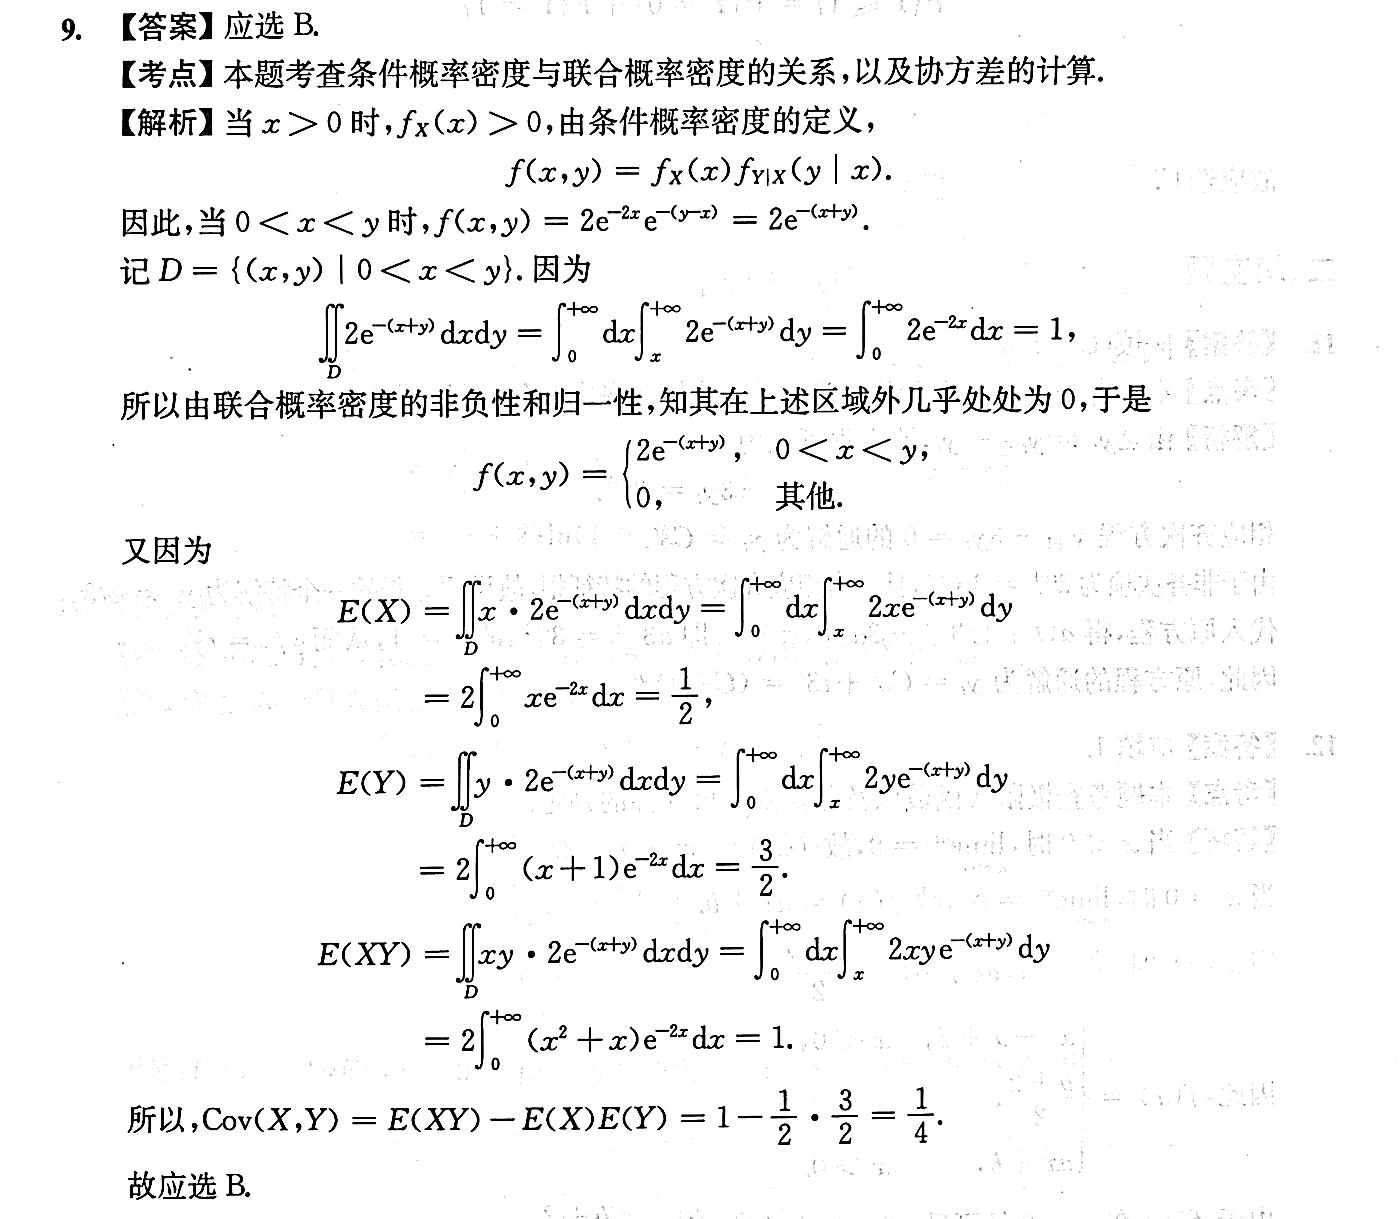 9. 【答案】应选 B.
【考点】本题考查条件概率密度与联合概率密度的关系,以及协方差的计算.
【解析】当 x > 0 时, f_X(x) > 0, 由条件概率密度的定义,
f(x,y) = f_X(x) f_{Y|X}(y | x).
因此,当 0 < x < y 时, f(x,y) = 2e^{-2x} e^{-(y-x)} = 2e^{-(x+y)}.
记 D = {(x,y) | 0 < x < y}. 因为
∬_D 2e^{-(x+y)} dxdy = ∫_0^{+∞} dx ∫_x^{+∞} 2e^{-(x+y)} dy = ∫_0^{+∞} 2e^{-2x} dx = 1,
所以由联合概率密度的非负性和归一性,知其在上述区域外几乎处处为 0,于是
f(x,y) = { 2e^{-(x+y)}, 0 < x < y;
0, 其他.
又因为
E(X) = ∬_D x · 2e^{-(x+y)} dxdy = ∫_0^{+∞} dx ∫_x^{+∞} 2xe^{-(x+y)} dy
= 2∫_0^{+∞} xe^{-2x} dx = 1/2,
E(Y) = ∬_D y · 2e^{-(x+y)} dxdy = ∫_0^{+∞} dx ∫_x^{+∞} 2ye^{-(x+y)} dy
= 2∫_0^{+∞} (x+1)e^{-2x} dx = 3/2.
E(XY) = ∬_D xy · 2e^{-(x+y)} dxdy = ∫_0^{+∞} dx ∫_x^{+∞} 2xye^{-(x+y)} dy
= 2∫_0^{+∞} (x^2 + x)e^{-2x} dx = 1.
所以, Cov(X,Y) = E(XY) - E(X)E(Y) = 1 - 1/2 · 3/2 = 1/4.
故应选 B.